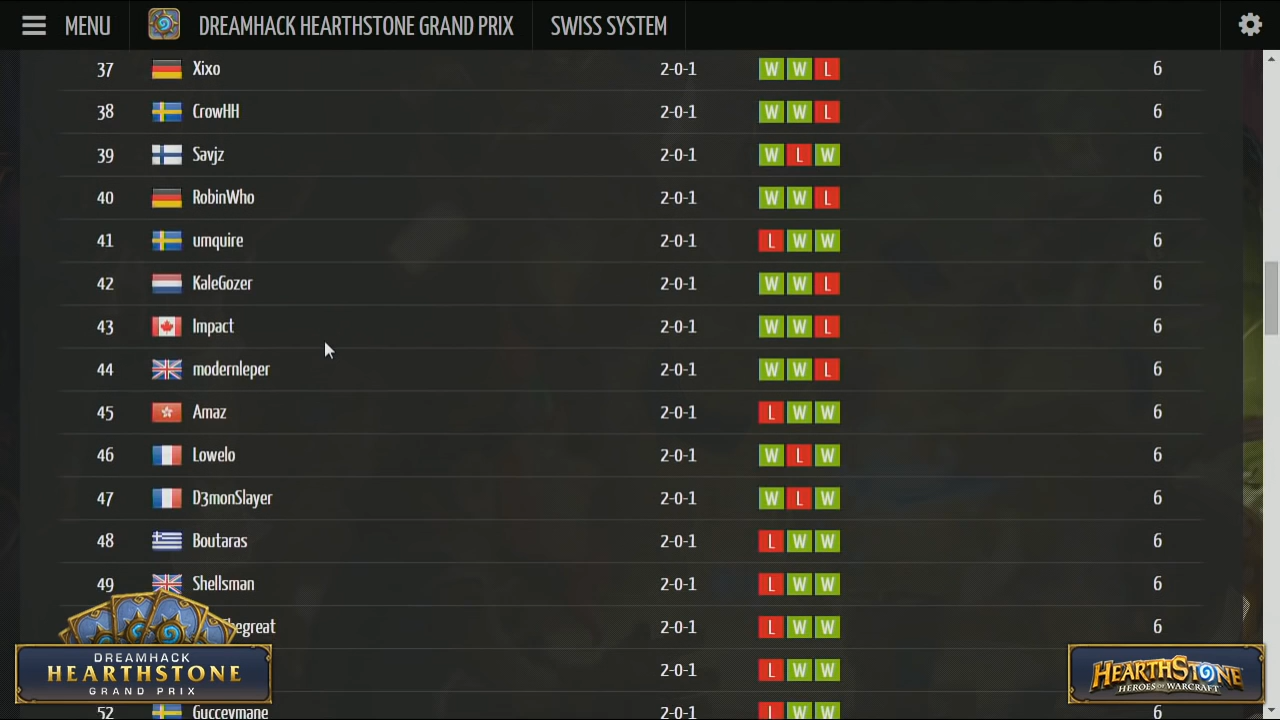 MENU DREAMHACK HEARTHSTONE GRAND PRIX SWISS SYSTEM
37 Xixo 2-0-1 W W L 6
38 CrowHH 2-0-1 W W L 6
39 Savjz 2-0-1 W L W 6
40 RobinWho 2-0-1 W W L 6
41 umquire 2-0-1 L W W 6
42 KaleGozer 2-0-1 W W L 6
43 Impact 2-0-1 W W L 6
44 modernleper 2-0-1 W W L 6
45 Amaz 2-0-1 L W W 6
46 Lowelo 2-0-1 W L W 6
47 D3monSlayer 2-0-1 W L W 6
48 Boutaras 2-0-1 L W W 6
49 Shellsman 2-0-1 L W W 6
hegreat 2-0-1 L W W 6
2-0-1 L W W 6
52 Gucceymane 2-0-1 L W W 6
DREAMHACK
HEARTHSTONE
GRAND PRIX
HEARTHSTONE
HEROES OF WARCRAFT